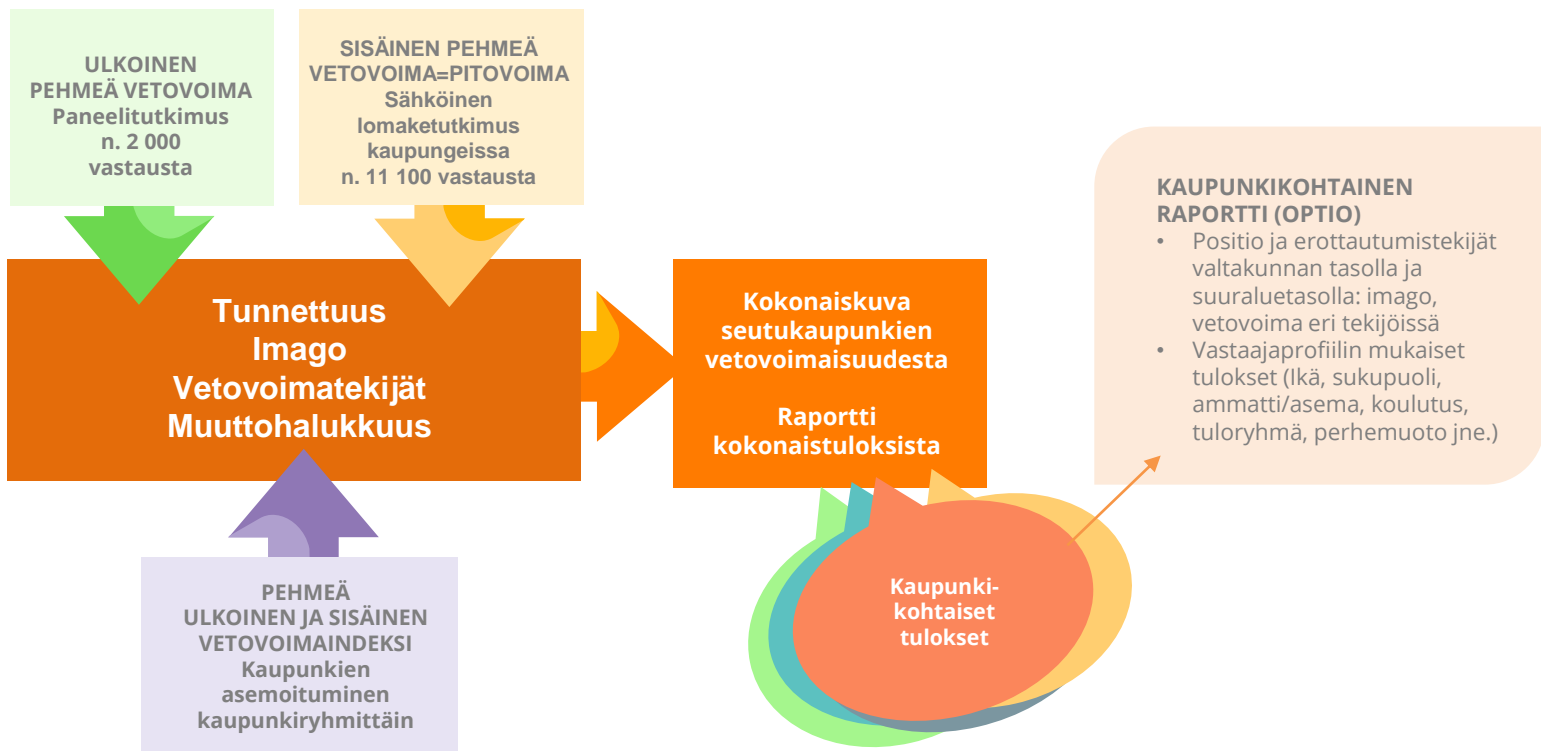 ULKOINEN
PEHMEÄ VETOVOIMA
Paneelitutkimus
n. 2 000
vastausta
SISÄINEN PEHMEÄ
VETOVOIMA=PITOVOIMA
Sähköinen
lomaketutkimus
kaupungeissa
n. 11 100 vastausta
Tunnettuus
Imago
Vetovoimatekijät
Muuttohalukkuus
PEHMEÄ
ULKOINEN JA SISÄINEN
VETOVOIMAINDEKSI
Kaupunkien
asemoituminen
kaupunkiryhmittäin
Kokonaiskuva
seutukaupunkien
vetovoimaisuudesta
Raportti
kokonaistuloksista
Kaupunki-
kohtaiset
tulokset
KAUPUNKIKOHTAINEN
RAPORTTI (OPTIO)
• Positio ja erottautumistekijät
valtakunnan tasolla ja
suuraluetasolla: imago,
vetovoima eri tekijöissä
• Vastaajaprofiilin mukaiset
tulokset (Ikä, sukupuoli,
ammatti/asema, koulutus,
tuloryhmä, perhemuoto jne.)